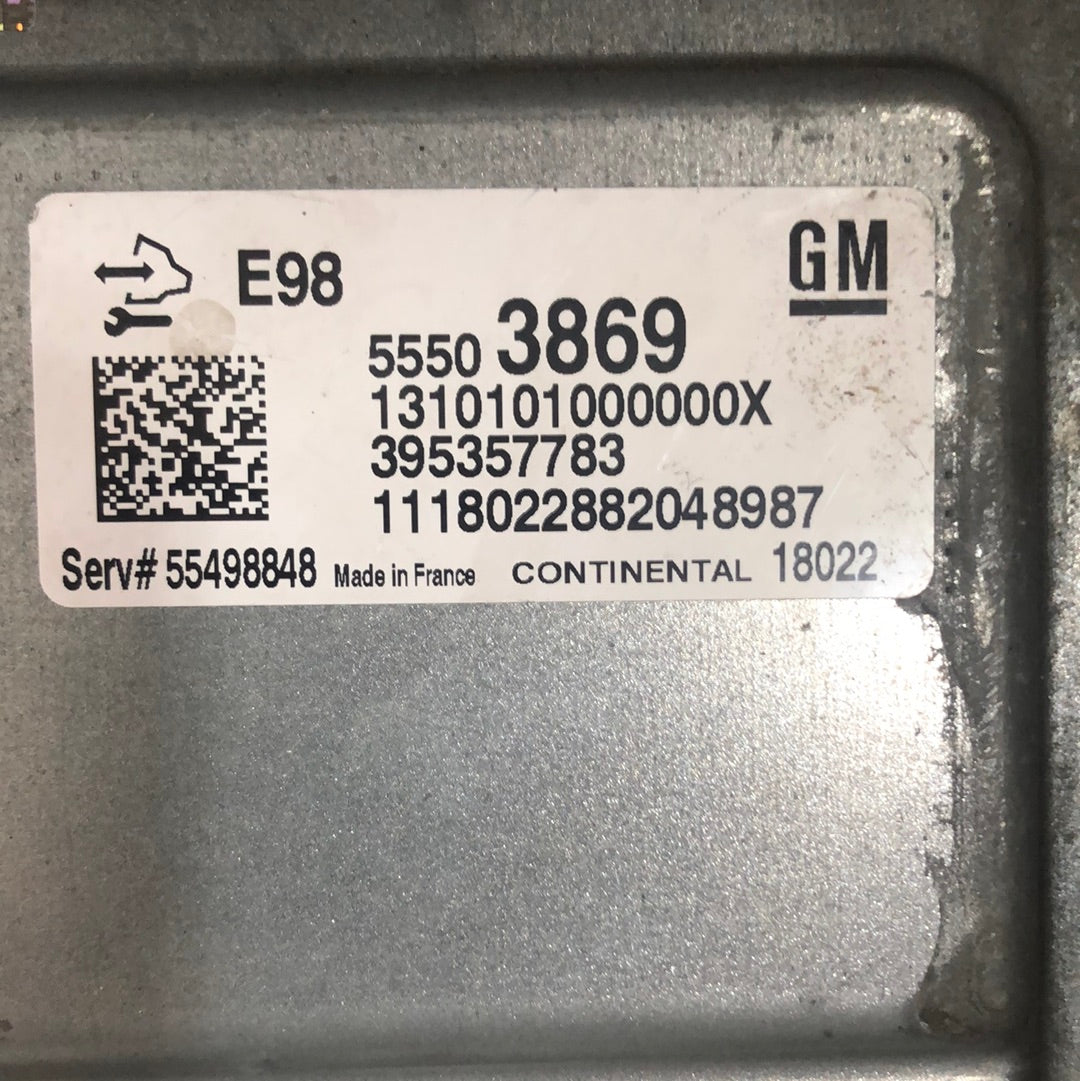 E98
GM
5550 3869
1310101000000X
395357783
1118022882048987
Serv# 55498848 Made in France CONTINENTAL 18022